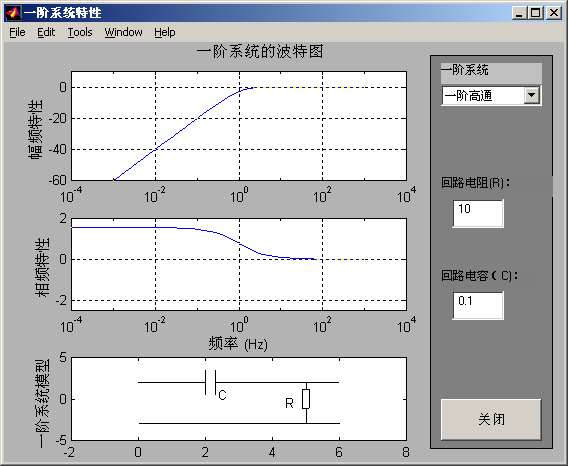 一阶系统特性
File Edit Tools Window Help
一阶系统的波特图
幅频特性
0
-20
-40
-60
10^-4 10^-2 10^0 10^2 10^4
相频特性
2
0
-2
10^-4 10^-2 10^0 10^2 10^4
频率 (Hz)
一阶系统模型
5
0
-5
C
R
-2 0 2 4 6 8
一阶系统
一阶高通
回路电阻(R):
10
回路电容(C):
0.1
关闭